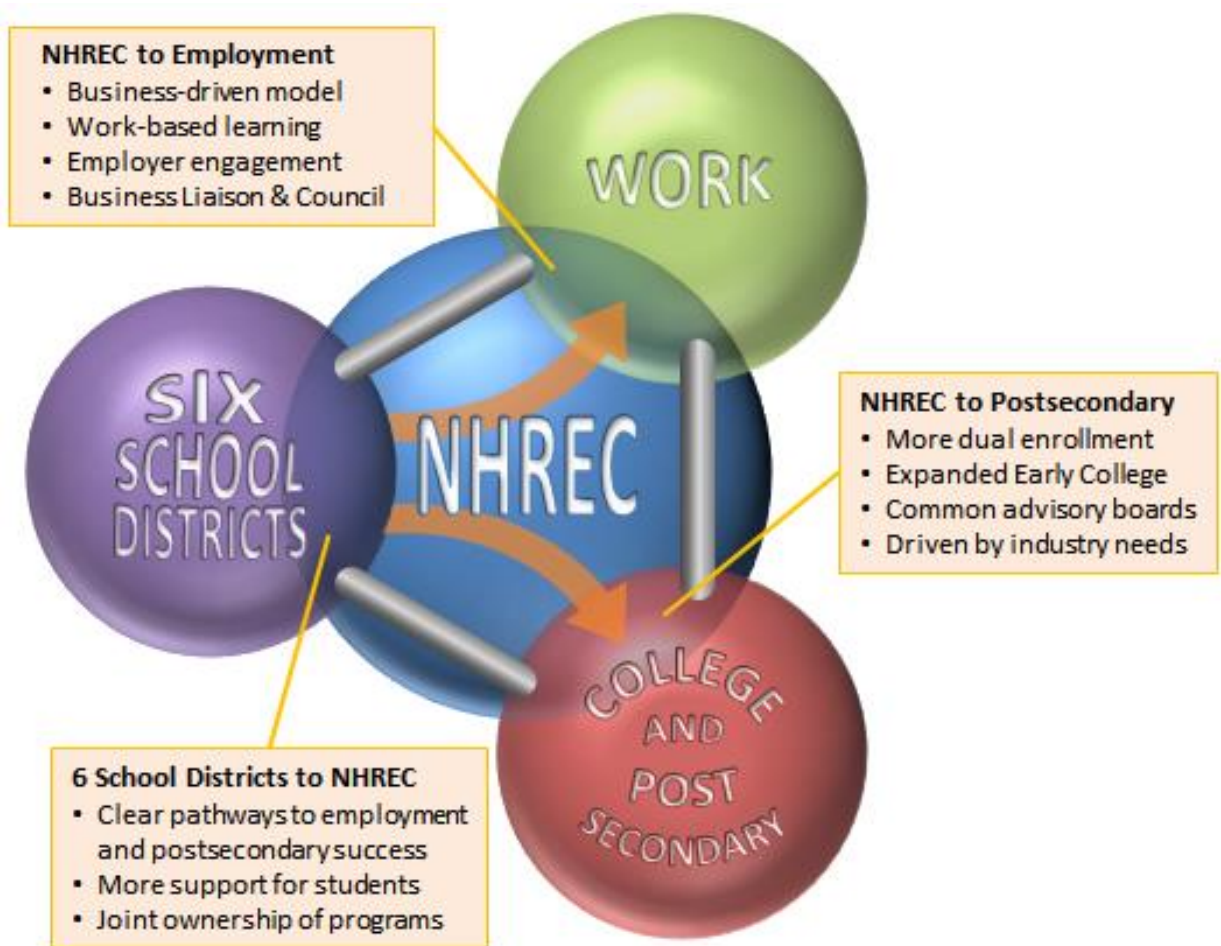 NHREC to Employment
• Business-driven model
• Work-based learning
• Employer engagement
• Business Liaison & Council
WORK
SIX
SCHOOL
DISTRICTS
NHREC
NHREC to Postsecondary
• More dual enrollment
• Expanded Early College
• Common advisory boards
• Driven by industry needs
COLLEGE
AND
POST
SECONDARY
6 School Districts to NHREC
• Clear pathways to employment
and postsecondary success
• More support for students
• Joint ownership of programs